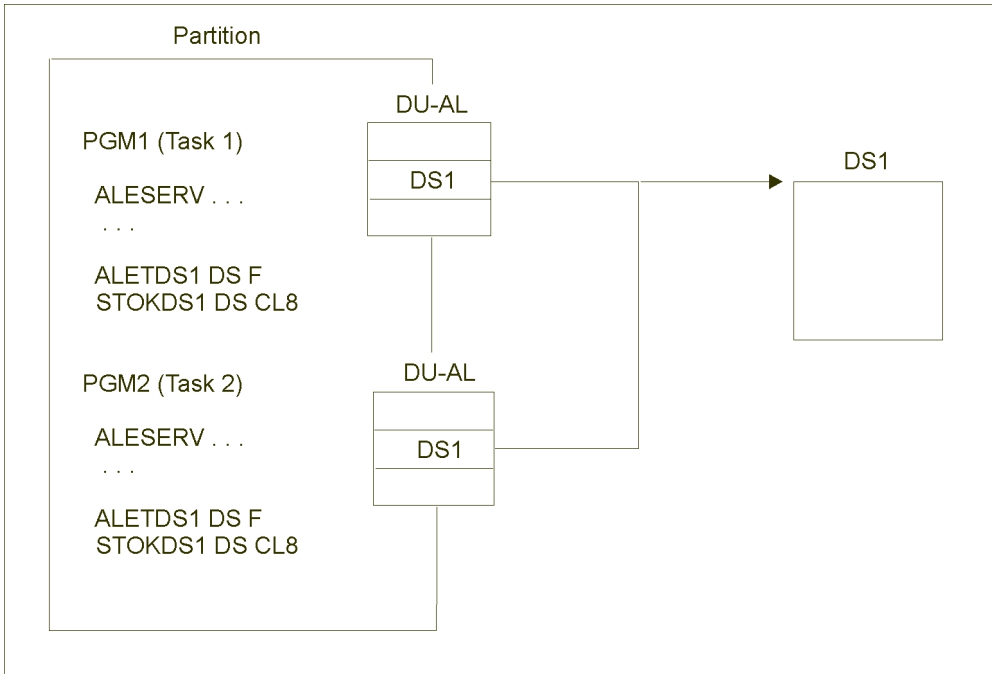 Partition
DU-AL
PGM1 (Task 1)
DS1
DS1
ALESERV . . .
. . .
ALETDS1 DS F
STOKDS1 DS CL8
DU-AL
PGM2 (Task 2)
ALESERV . . .
DS1
. . .
ALETDS1 DS F
STOKDS1 DS CL8